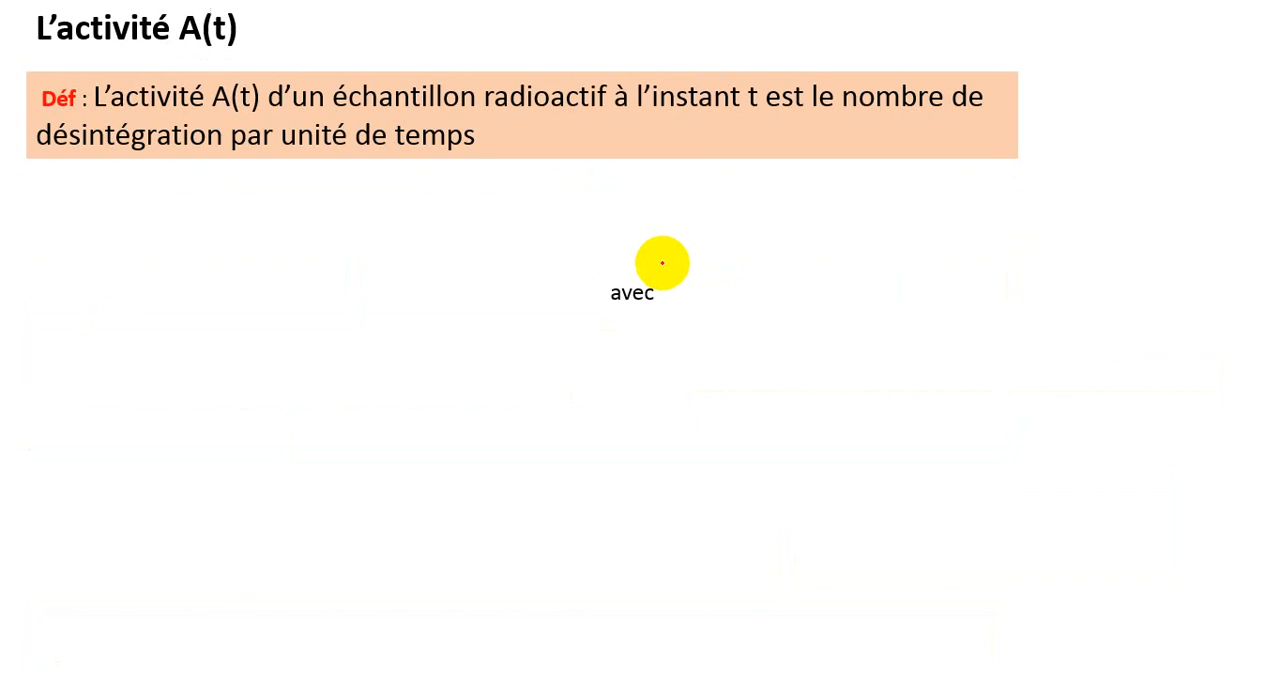 L’activité A(t)
Déf : L’activité A(t) d’un échantillon radioactif à l’instant t est le nombre de
désintégration par unité de temps
avec